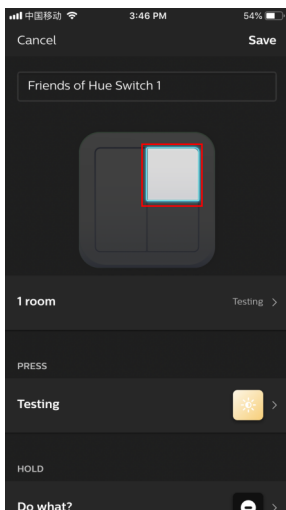 中国移动 3:46 PM 54%
Cancel Save
Friends of Hue Switch 1
1 room Testing
PRESS
Testing
HOLD
Do what?